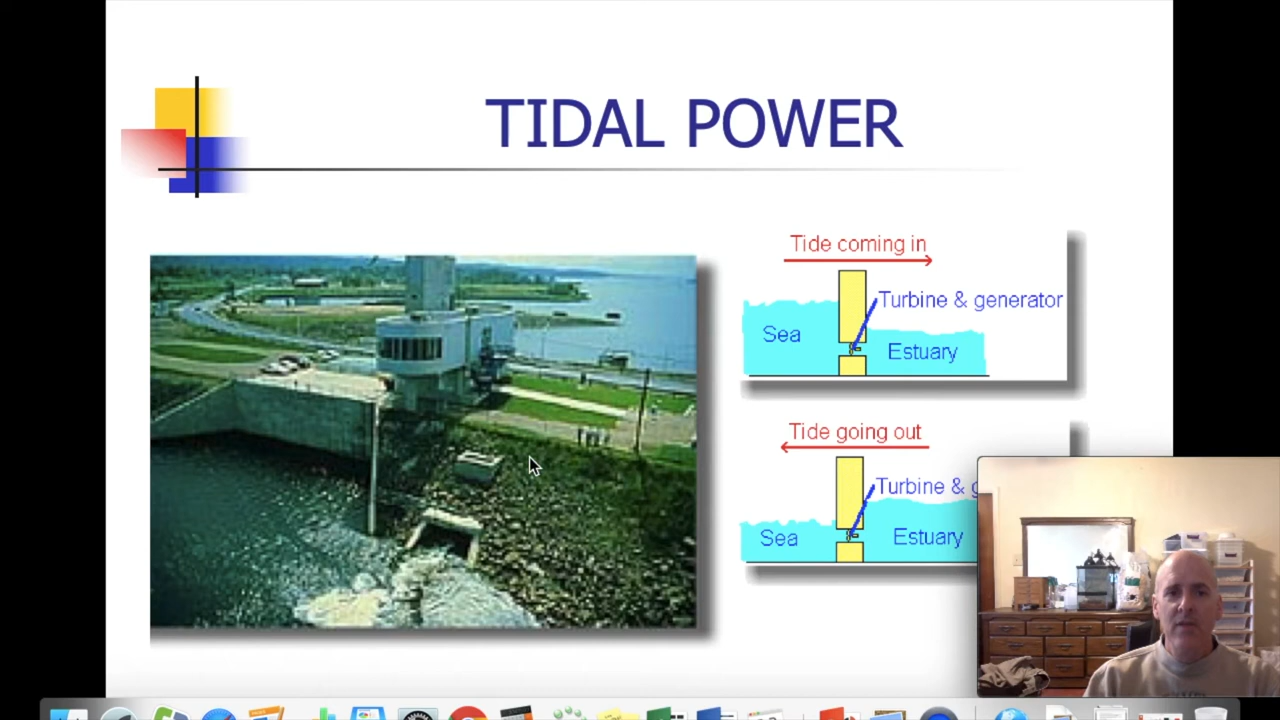 TIDAL POWER
Tide coming in
Turbine & generator
Sea
Estuary
Tide going out
Turbine & g
Sea
Estuary